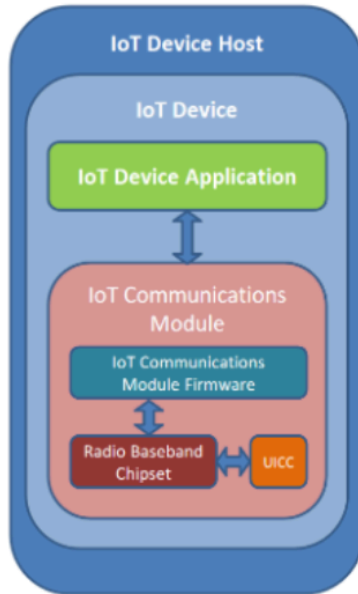 IoT Device Host
IoT Device
IoT Device Application
IoT Communications
Module
IoT Communications
Module Firmware
Radio Baseband
Chipset
UICC